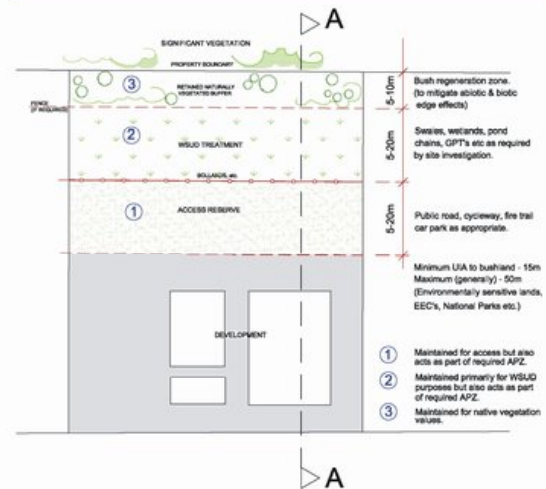 A
SIGNIFICANT VEGETATION
PROPERTY BOUNDARY
3
RETAINED NATURALLY
VEGETATED BUFFER
5-10m
Bush regeneration zone.
(to mitigate abiotic & biotic
edge effects)
FENCE
(IF REQUIRED)
2
WSUD TREATMENT
5-20m
Swales, wetlands, pond
chains, GPT's etc as required
by site investigation.
BOLLARDS, etc.
1
ACCESS RESERVE
5-20m
Public road, cycleway, fire trail
car park as appropriate.
Minimum UIA to bushland - 15m
Maximum (generally) - 50m
(Environmentally sensitive lands,
EEC's, National Parks etc.)
DEVELOPMENT
1 Maintained for access but also
acts as part of required APZ.
2 Maintained primarily for WSUD
purposes but also acts as part
of required APZ.
3 Maintained for native vegetation
values.
A